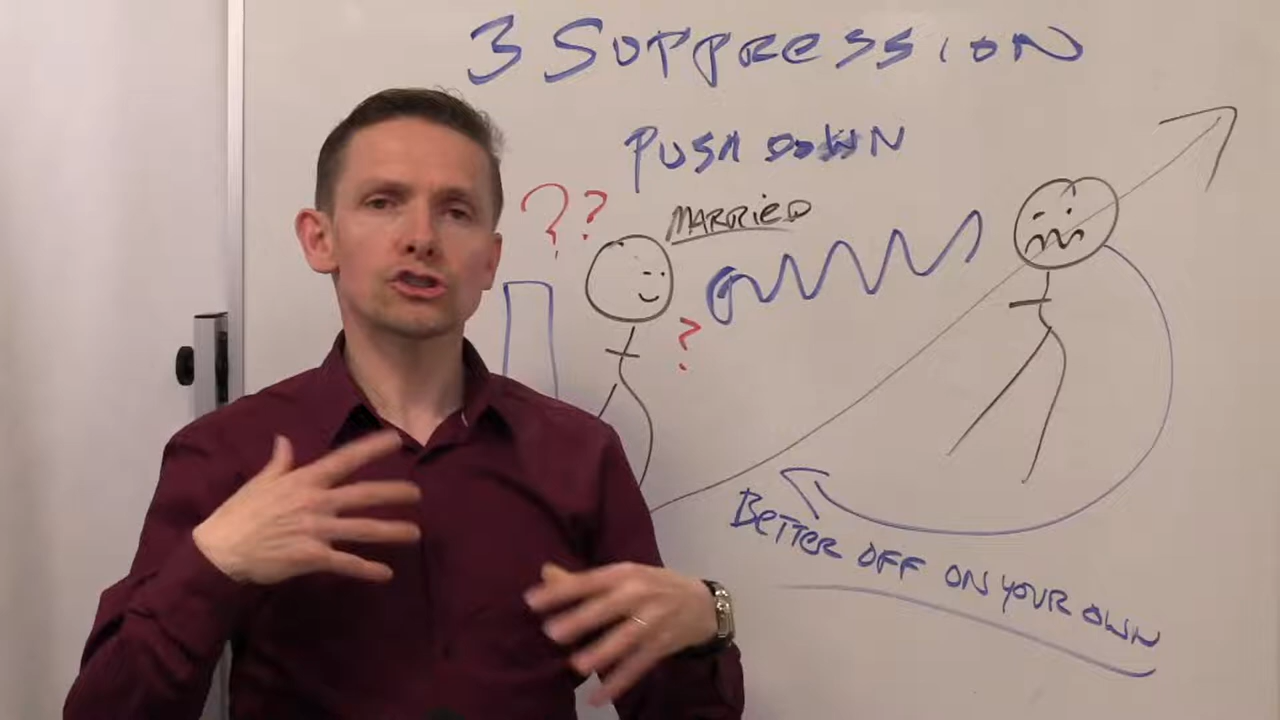 3 SUPPRESSION
PUSH DOWN
??
MARRIED
?
BETTER OFF ON YOUR OWN